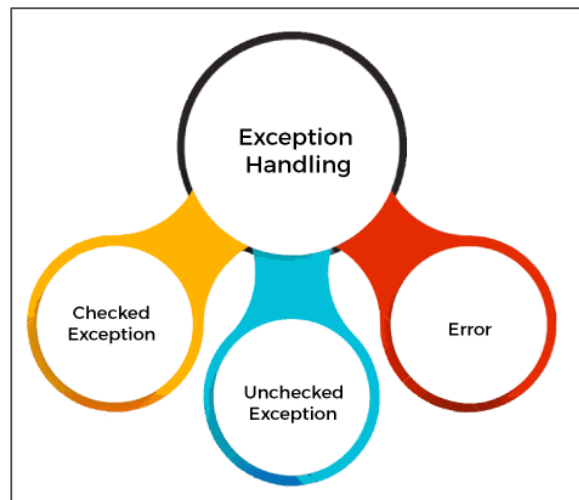 Exception
Handling
Checked
Exception
Unchecked
Exception
Error